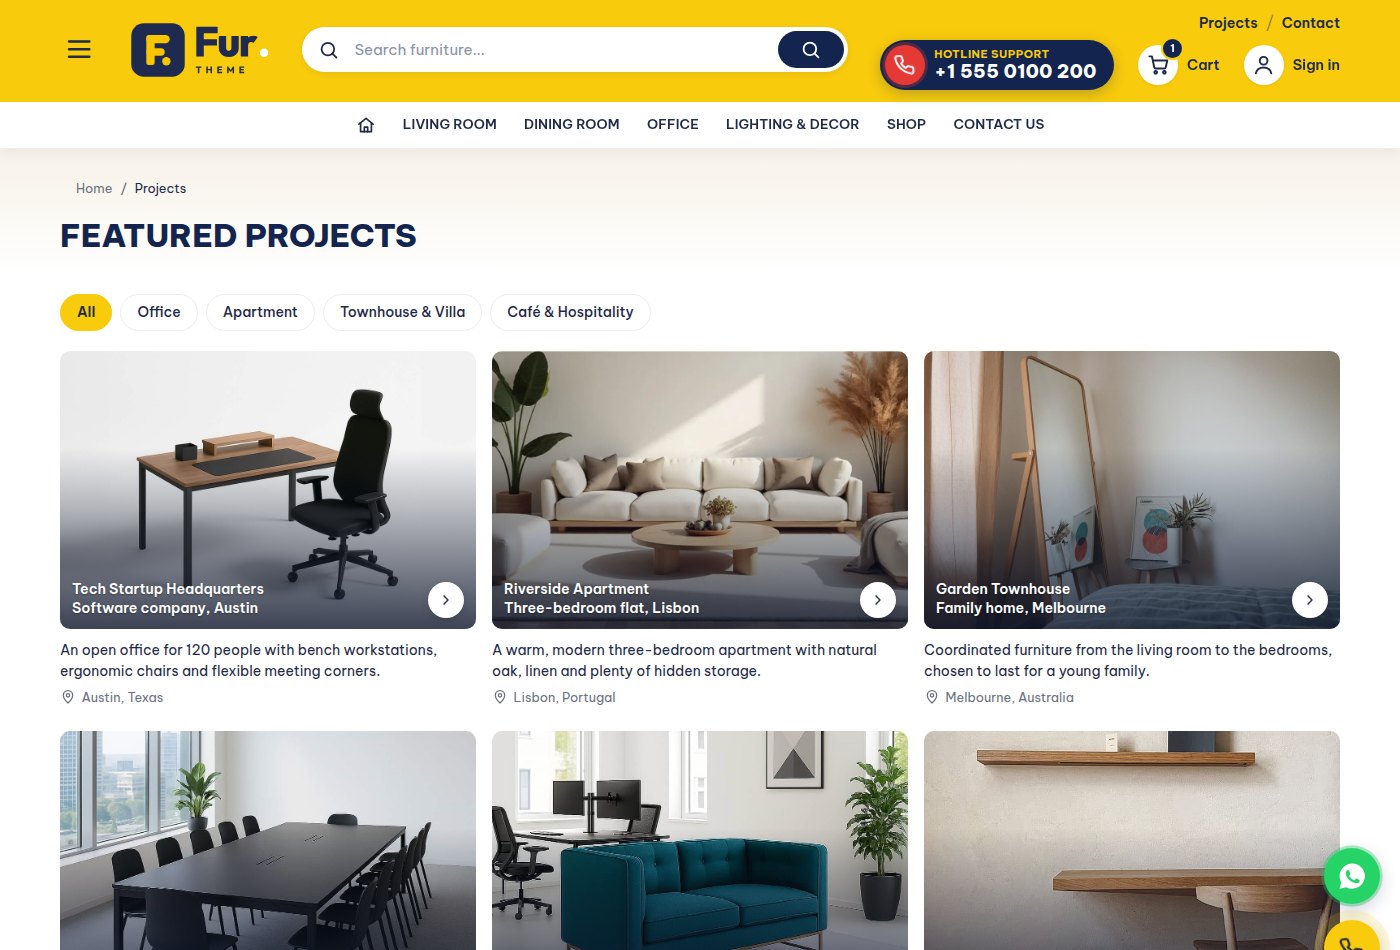 Projects / Contact
Fur.
THEME
Search furniture...
HOTLINE SUPPORT
+1 555 0100 200
1
Cart
Sign in
LIVING ROOM
DINING ROOM
OFFICE
LIGHTING & DECOR
SHOP
CONTACT US
Home / Projects
FEATURED PROJECTS
All
Office
Apartment
Townhouse & Villa
Café & Hospitality
Tech Startup Headquarters
Software company, Austin
An open office for 120 people with bench workstations,
ergonomic chairs and flexible meeting corners.
Austin, Texas
Riverside Apartment
Three-bedroom flat, Lisbon
A warm, modern three-bedroom apartment with natural
oak, linen and plenty of hidden storage.
Lisbon, Portugal
Garden Townhouse
Family home, Melbourne
Coordinated furniture from the living room to the bedrooms,
chosen to last for a young family.
Melbourne, Australia